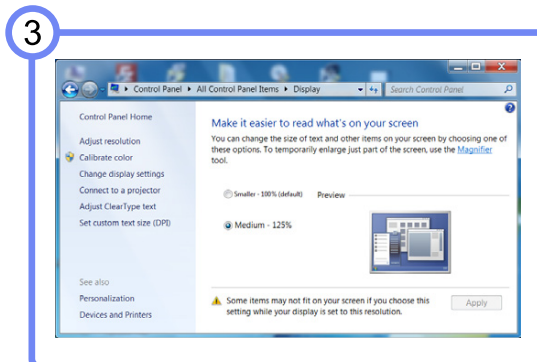 3
Control Panel ▸ All Control Panel Items ▸ Display
Search Control Panel
Control Panel Home
Adjust resolution
Calibrate color
Change display settings
Connect to a projector
Adjust ClearType text
Set custom text size (DPI)
See also
Personalization
Devices and Printers
Make it easier to read what's on your screen
You can change the size of text and other items on your screen by choosing one of
these options. To temporarily enlarge just part of the screen, use the Magnifier
tool.
Smaller - 100% (default)
Preview
Medium - 125%
Some items may not fit on your screen if you choose this
setting while your display is set to this resolution.
Apply